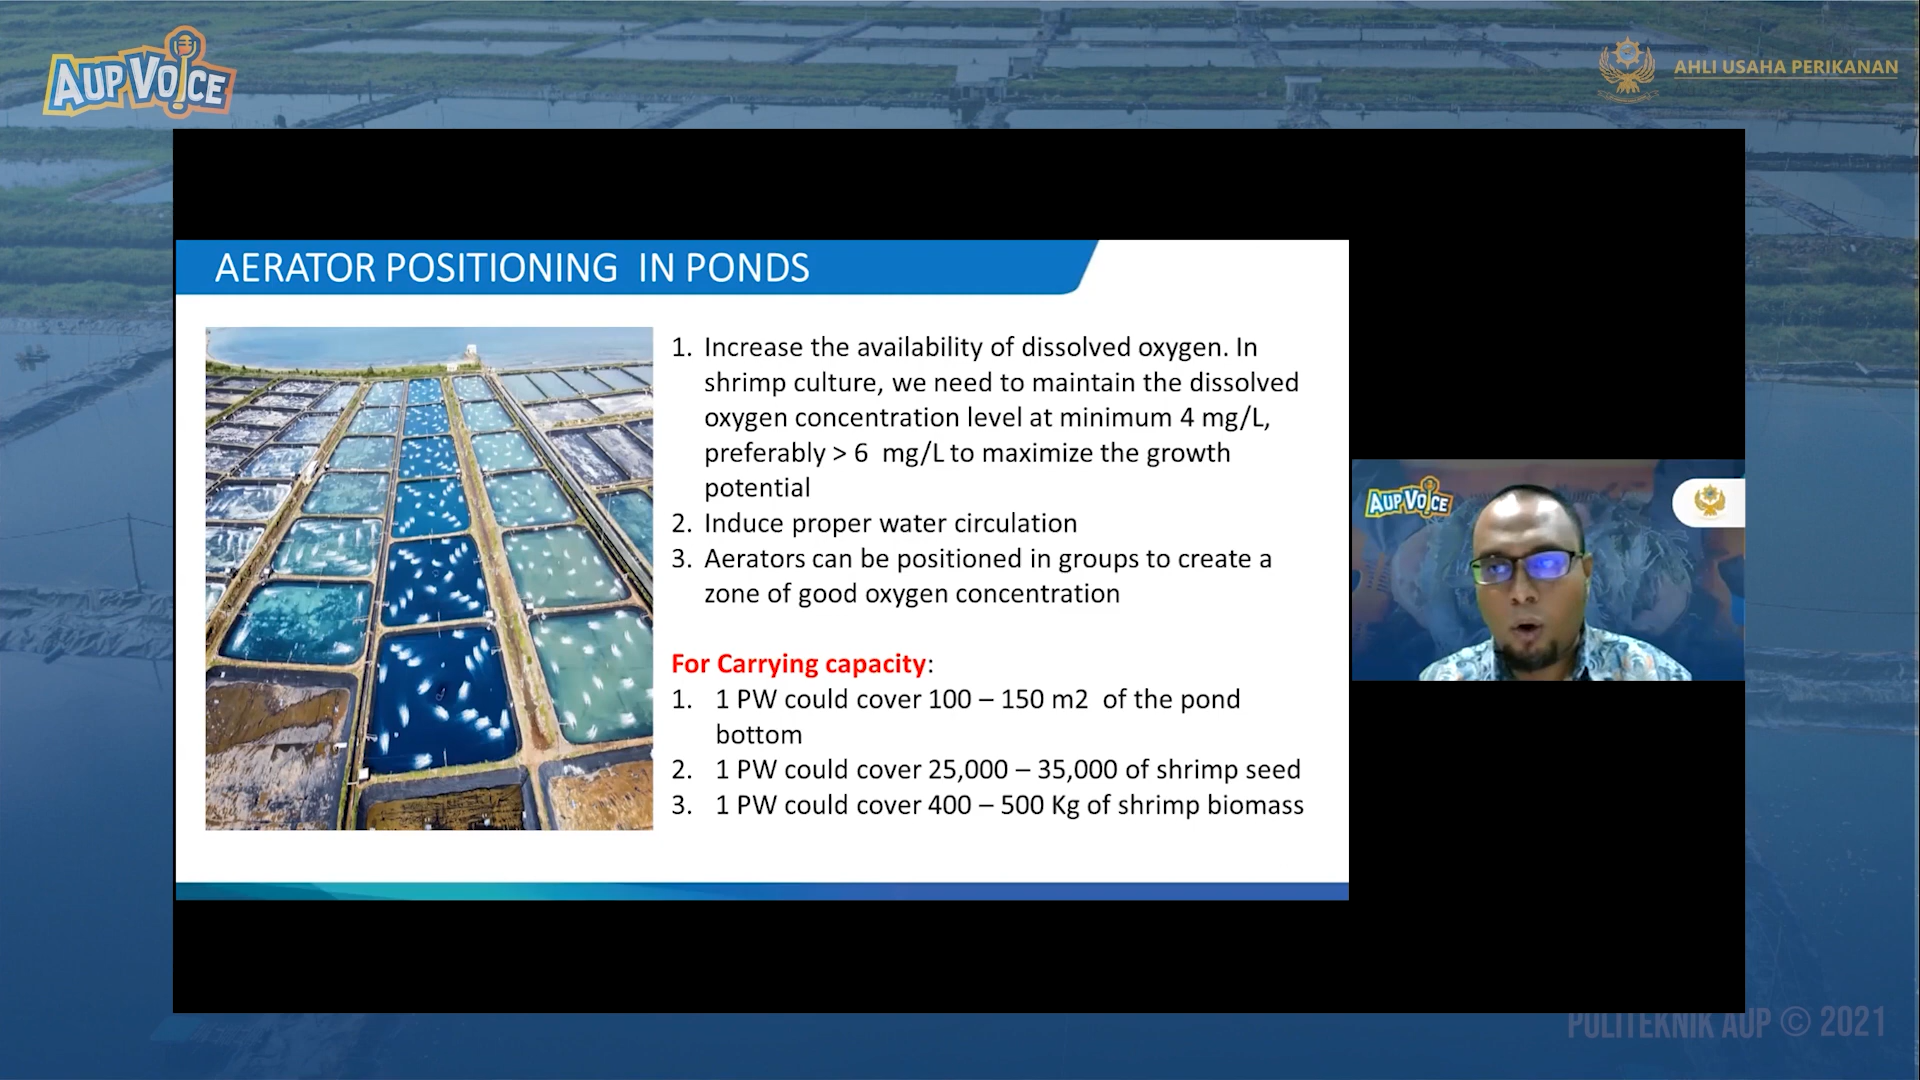 AUP VOICE
AHLI USAHA PERIKANAN
AERATOR POSITIONING IN PONDS
1. Increase the availability of dissolved oxygen. In
shrimp culture, we need to maintain the dissolved
oxygen concentration level at minimum 4 mg/L,
preferably > 6 mg/L to maximize the growth
potential
2. Induce proper water circulation
3. Aerators can be positioned in groups to create a
zone of good oxygen concentration
For Carrying capacity:
1. 1 PW could cover 100 – 150 m2 of the pond
bottom
2. 1 PW could cover 25,000 – 35,000 of shrimp seed
3. 1 PW could cover 400 – 500 Kg of shrimp biomass
AUP VOICE
POLITEKNIK AUP © 2021